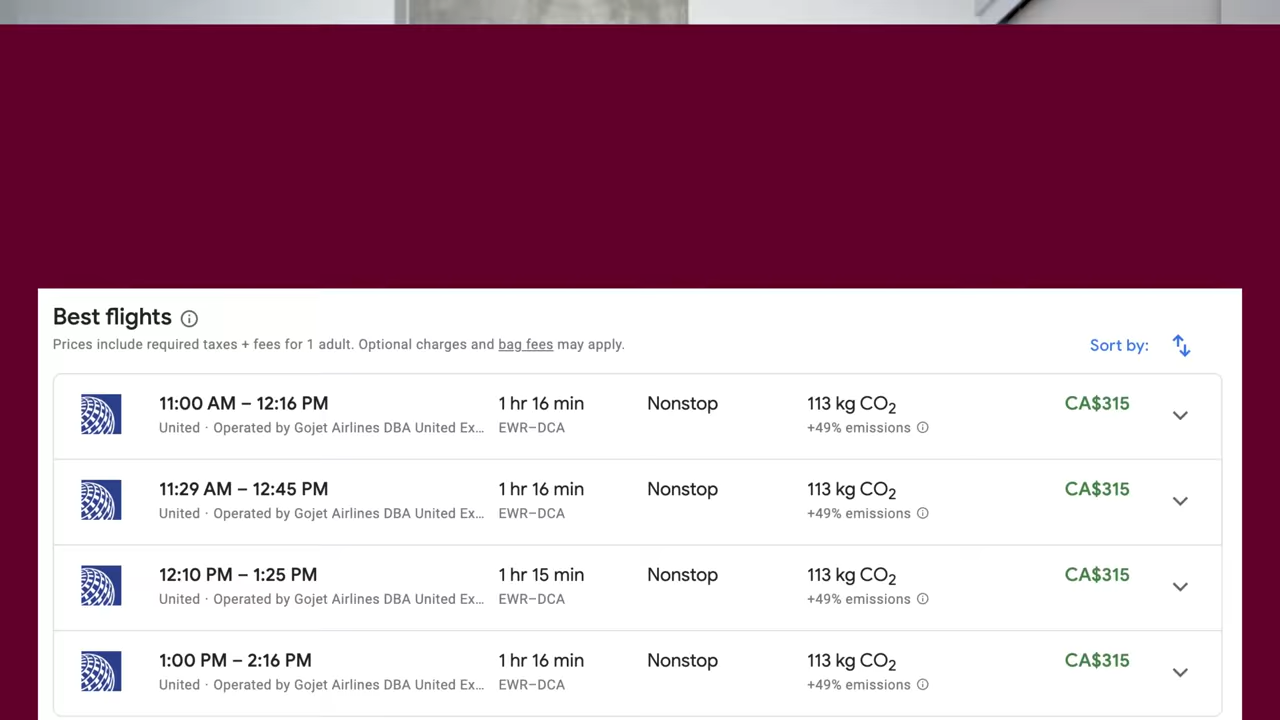 Best flights
Prices include required taxes + fees for 1 adult. Optional charges and bag fees may apply.
Sort by:
11:00 AM – 12:16 PM 1 hr 16 min Nonstop 113 kg CO2 CA$315
United · Operated by Gojet Airlines DBA United Ex... EWR–DCA +49% emissions
11:29 AM – 12:45 PM 1 hr 16 min Nonstop 113 kg CO2 CA$315
United · Operated by Gojet Airlines DBA United Ex... EWR–DCA +49% emissions
12:10 PM – 1:25 PM 1 hr 15 min Nonstop 113 kg CO2 CA$315
United · Operated by Gojet Airlines DBA United Ex... EWR–DCA +49% emissions
1:00 PM – 2:16 PM 1 hr 16 min Nonstop 113 kg CO2 CA$315
United · Operated by Gojet Airlines DBA United Ex... EWR–DCA +49% emissions